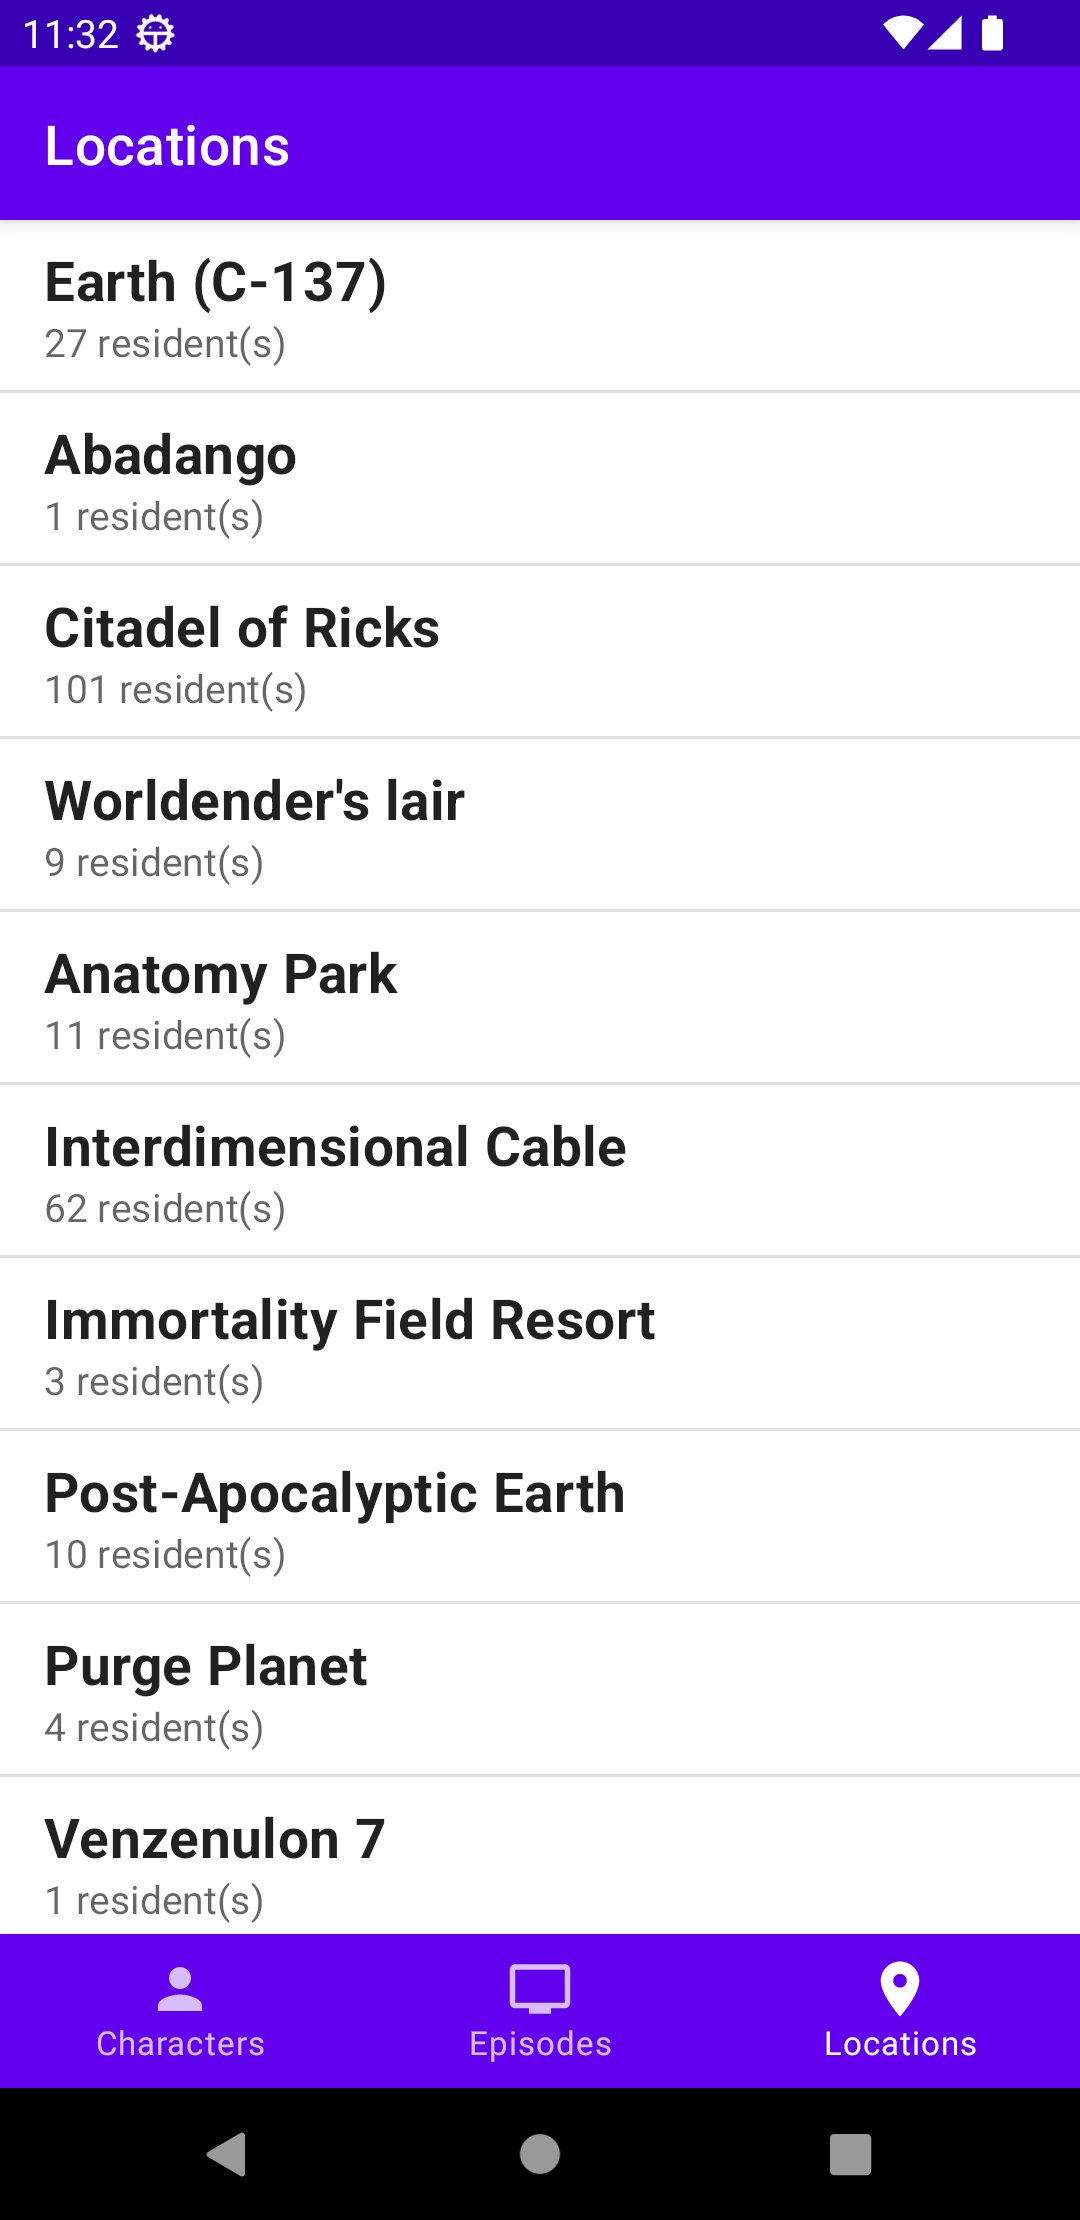 11:32
Locations
Earth (C-137)
27 resident(s)
Abadango
1 resident(s)
Citadel of Ricks
101 resident(s)
Worldender's lair
9 resident(s)
Anatomy Park
11 resident(s)
Interdimensional Cable
62 resident(s)
Immortality Field Resort
3 resident(s)
Post-Apocalyptic Earth
10 resident(s)
Purge Planet
4 resident(s)
Venzenulon 7
1 resident(s)
Characters Episodes Locations